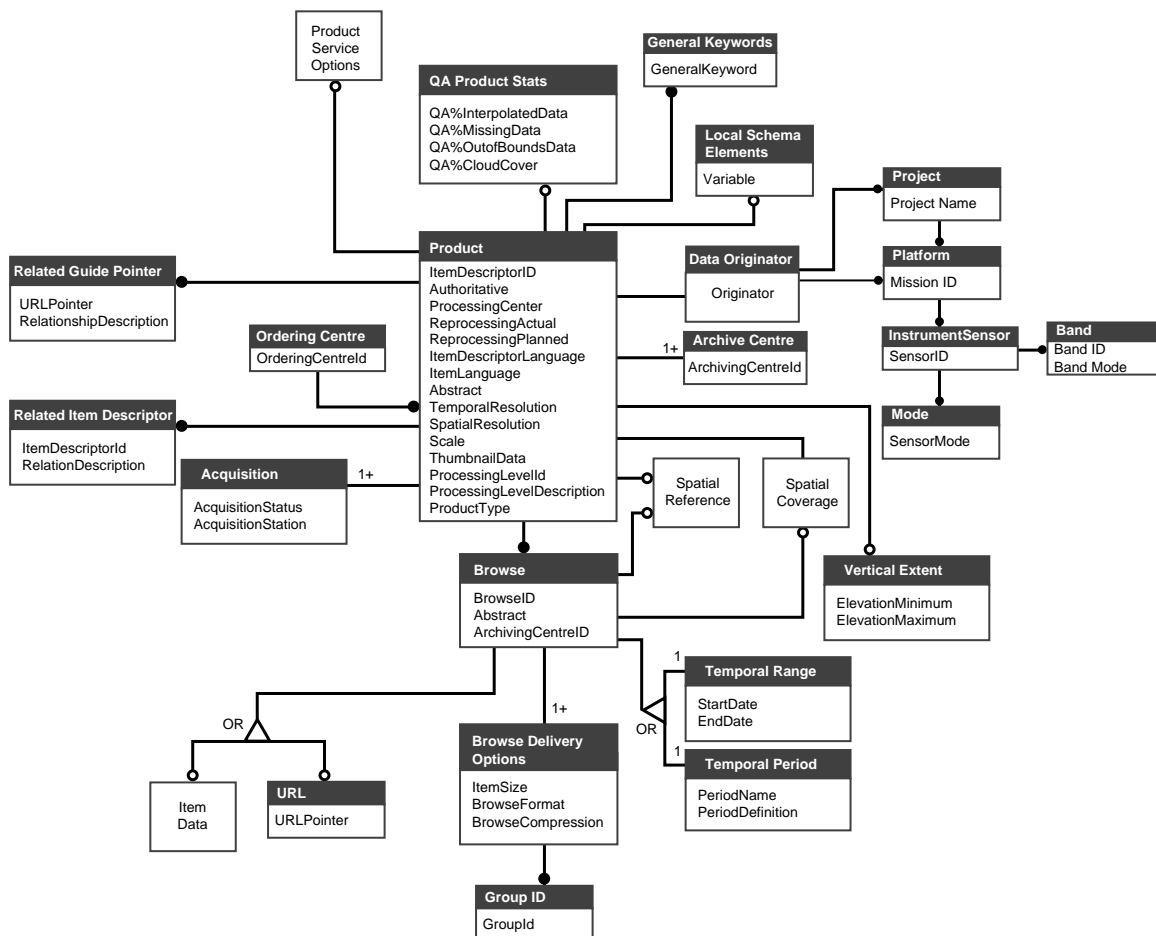 Product
Service
Options
General Keywords
GeneralKeyword
QA Product Stats
QA%InterpolatedData
QA%MissingData
QA%OutofBoundsData
QA%CloudCover
Local Schema
Elements
Variable
Project
Project Name
Product
ItemDescriptorID
Authoritative
ProcessingCenter
ReprocessingActual
ReprocessingPlanned
ItemDescriptorLanguage
ItemLanguage
Abstract
TemporalResolution
SpatialResolution
Scale
ThumbnailData
ProcessingLevelId
ProcessingLevelDescription
ProductType
Data Originator
Originator
Platform
Mission ID
Related Guide Pointer
URLPointer
RelationshipDescription
Ordering Centre
OrderingCentreId
1+
Archive Centre
ArchivingCentreId
InstrumentSensor
SensorID
Band
Band ID
Band Mode
Related Item Descriptor
ItemDescriptorId
RelationDescription
Mode
SensorMode
Acquisition
AcquisitionStatus
AcquisitionStation
1+
Spatial
Reference
Spatial
Coverage
Browse
BrowseID
Abstract
ArchivingCentreID
Vertical Extent
ElevationMinimum
ElevationMaximum
1
Temporal Range
StartDate
EndDate
OR
1
Temporal Period
PeriodName
PeriodDefinition
OR
1+
Browse Delivery
Options
ItemSize
BrowseFormat
BrowseCompression
Item
Data
URL
URLPointer
Group ID
GroupId